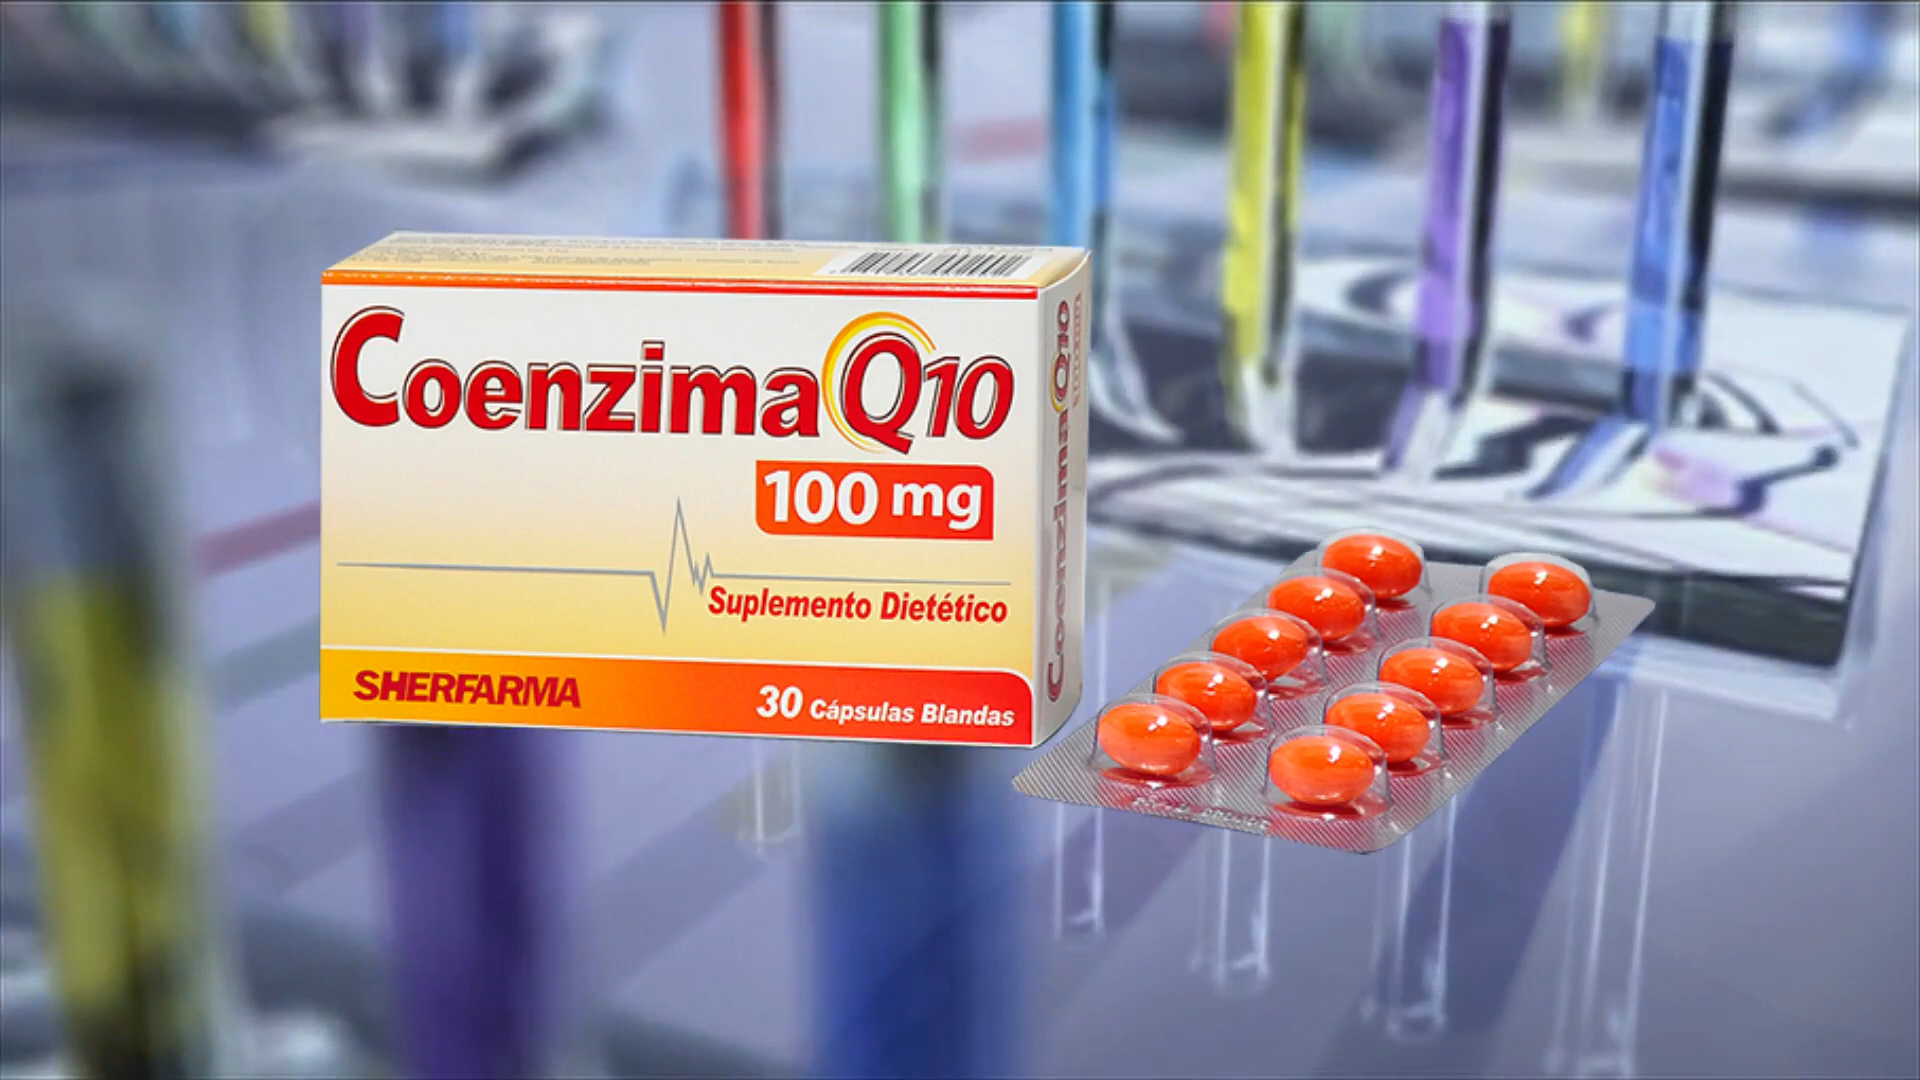 Coenzima Q10
100 mg
Suplemento Dietético
SHERFARMA
30 Cápsulas Blandas
Coenzima Q10